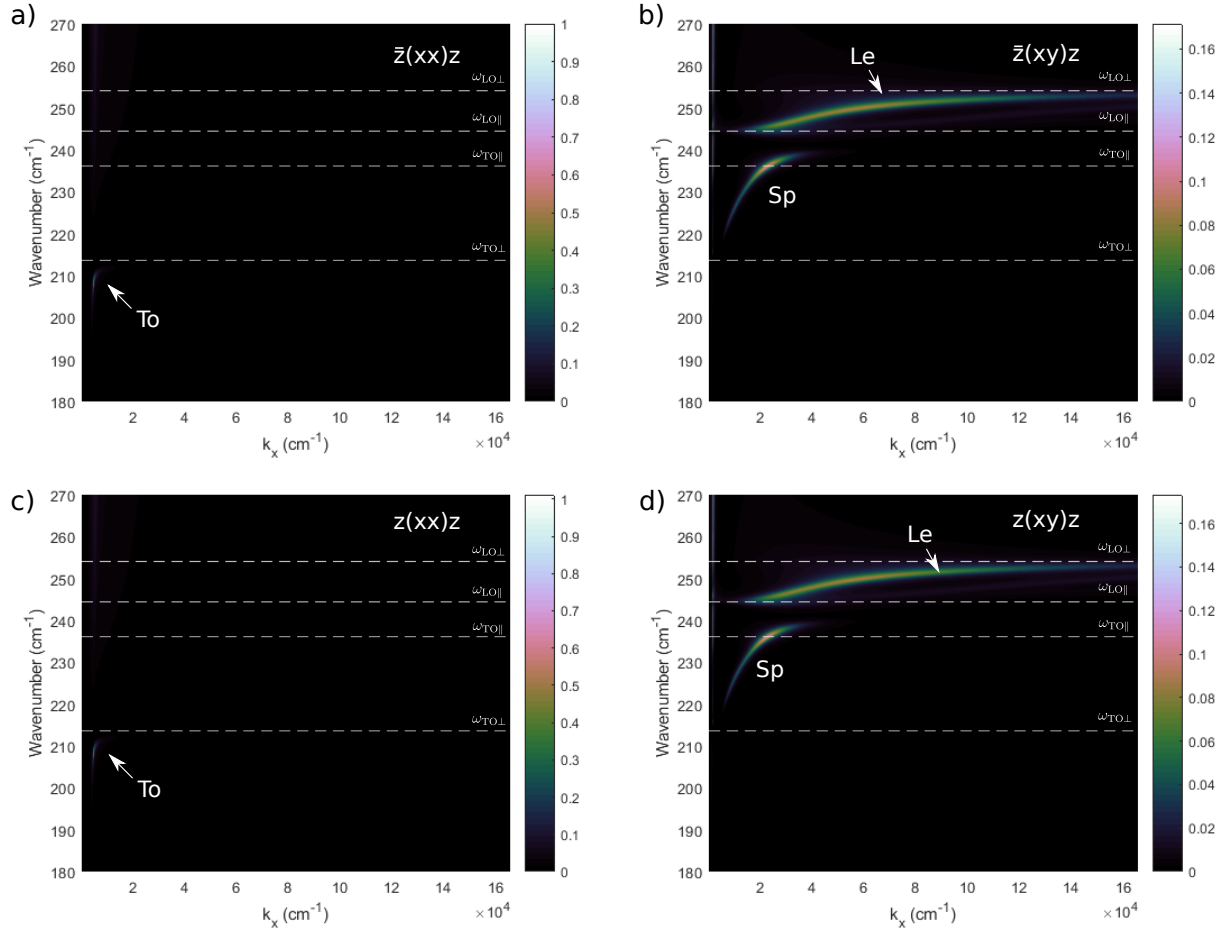 a)
270
260
250
240
230
220
210
200
190
180
Wavenumber (cm⁻¹)
z̄(xx)z
ω_LO⊥
ω_LO∥
ω_TO∥
ω_TO⊥
To
2 4 6 8 10 12 14 16
×10⁴
kₓ (cm⁻¹)
1
0.9
0.8
0.7
0.6
0.5
0.4
0.3
0.2
0.1
0
b)
270
260
250
240
230
220
210
200
190
180
Wavenumber (cm⁻¹)
z̄(xy)z
Le
ω_LO⊥
ω_LO∥
ω_TO∥
Sp
ω_TO⊥
2 4 6 8 10 12 14 16
×10⁴
kₓ (cm⁻¹)
0.16
0.14
0.12
0.1
0.08
0.06
0.04
0.02
0
c)
270
260
250
240
230
220
210
200
190
180
Wavenumber (cm⁻¹)
z(xx)z
ω_LO⊥
ω_LO∥
ω_TO∥
ω_TO⊥
To
2 4 6 8 10 12 14 16
×10⁴
kₓ (cm⁻¹)
1
0.9
0.8
0.7
0.6
0.5
0.4
0.3
0.2
0.1
0
d)
270
260
250
240
230
220
210
200
190
180
Wavenumber (cm⁻¹)
z(xy)z
Le
ω_LO⊥
ω_LO∥
ω_TO∥
Sp
ω_TO⊥
2 4 6 8 10 12 14 16
×10⁴
kₓ (cm⁻¹)
0.16
0.14
0.12
0.1
0.08
0.06
0.04
0.02
0